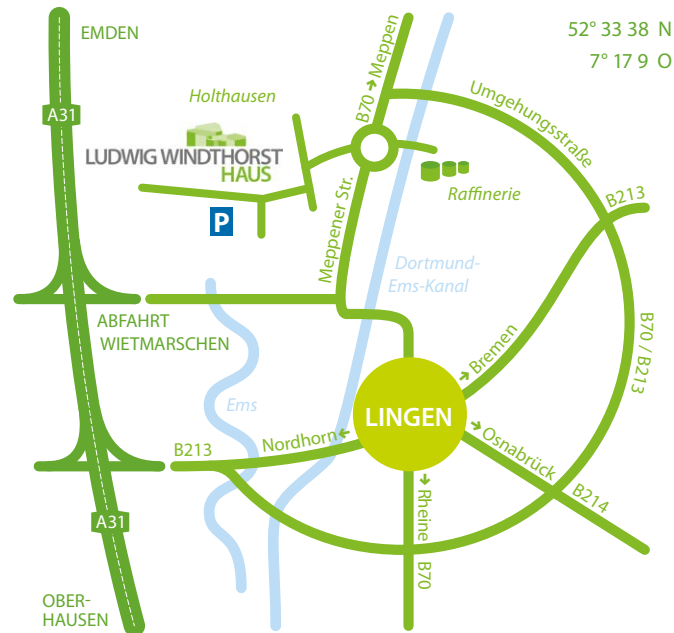 EMDEN
52° 33 38 N
7° 17 9 O
A31
Holthausen
B70 → Meppen
Umgehungsstraße
LUDWIG WINDTHORST
HAUS
Raffinerie
B213
P
Meppener Str.
Dortmund-
Ems-Kanal
ABFAHRT
WIETMARSCHEN
→ Bremen
B70 / B213
Ems
LINGEN
B213
Nordhorn ←
→ Osnabrück
B214
→ Rheine
B70
A31
OBER-
HAUSEN